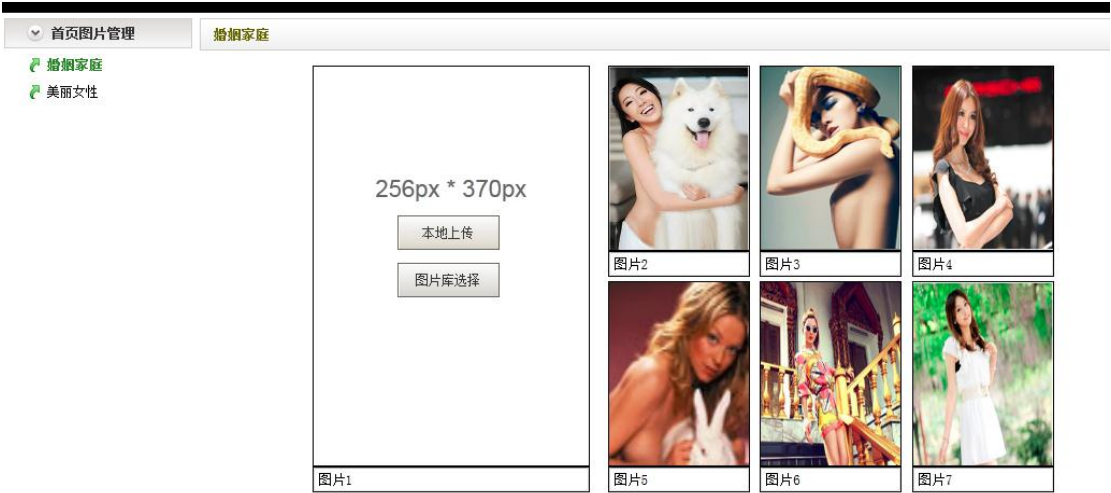 首页图片管理
婚姻家庭
婚姻家庭
美丽女性
256px * 370px
本地上传
图片库选择
图片1
图片2
图片3
图片4
图片5
图片6
图片7